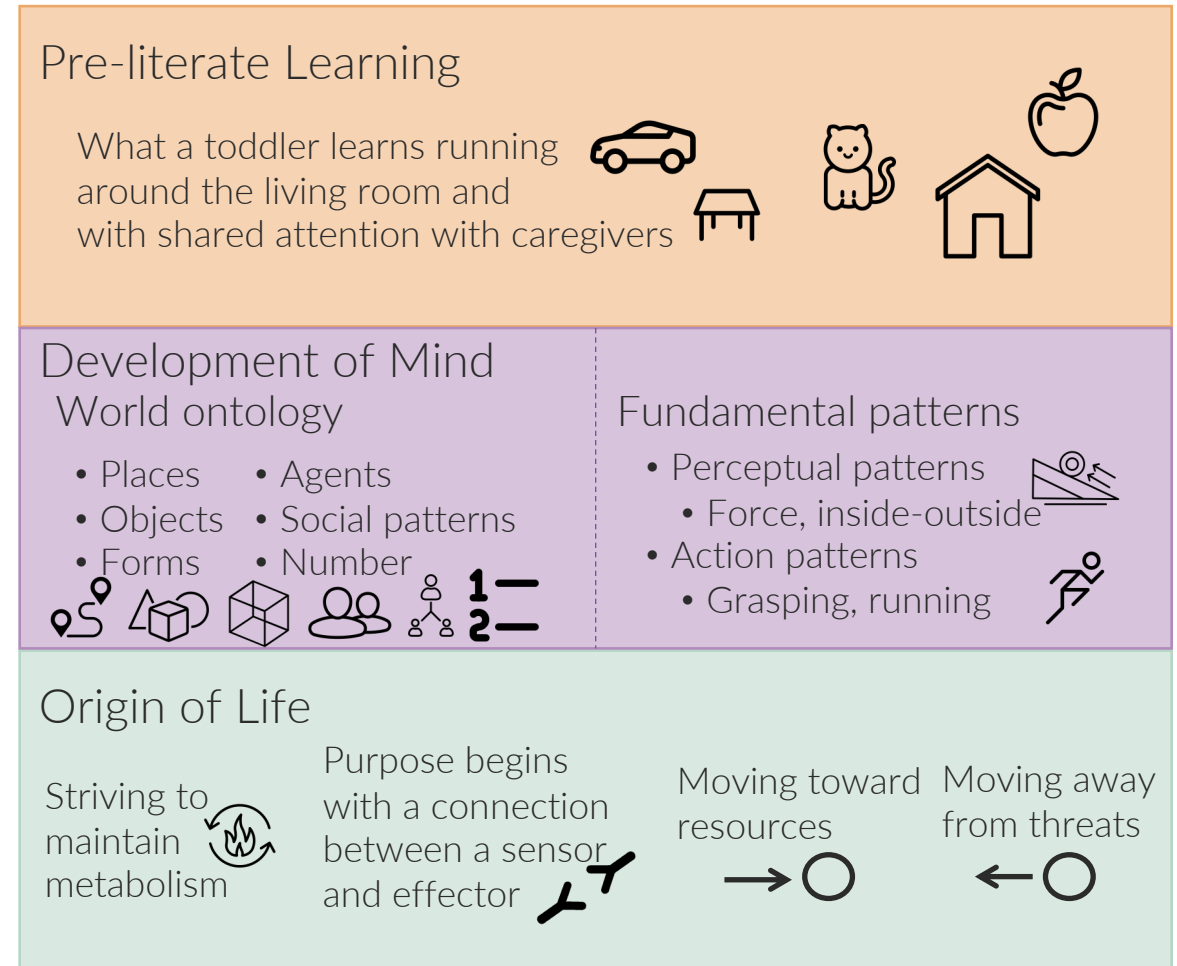 Pre-literate Learning
What a toddler learns running
around the living room and
with shared attention with caregivers
Development of Mind
World ontology
• Places
• Objects
• Forms
• Agents
• Social patterns
• Number
1
2
Fundamental patterns
• Perceptual patterns
• Force, inside-outside
• Action patterns
• Grasping, running
Origin of Life
Striving to
maintain
metabolism
Purpose begins
with a connection
between a sensor
and effector
Moving toward
resources
Moving away
from threats